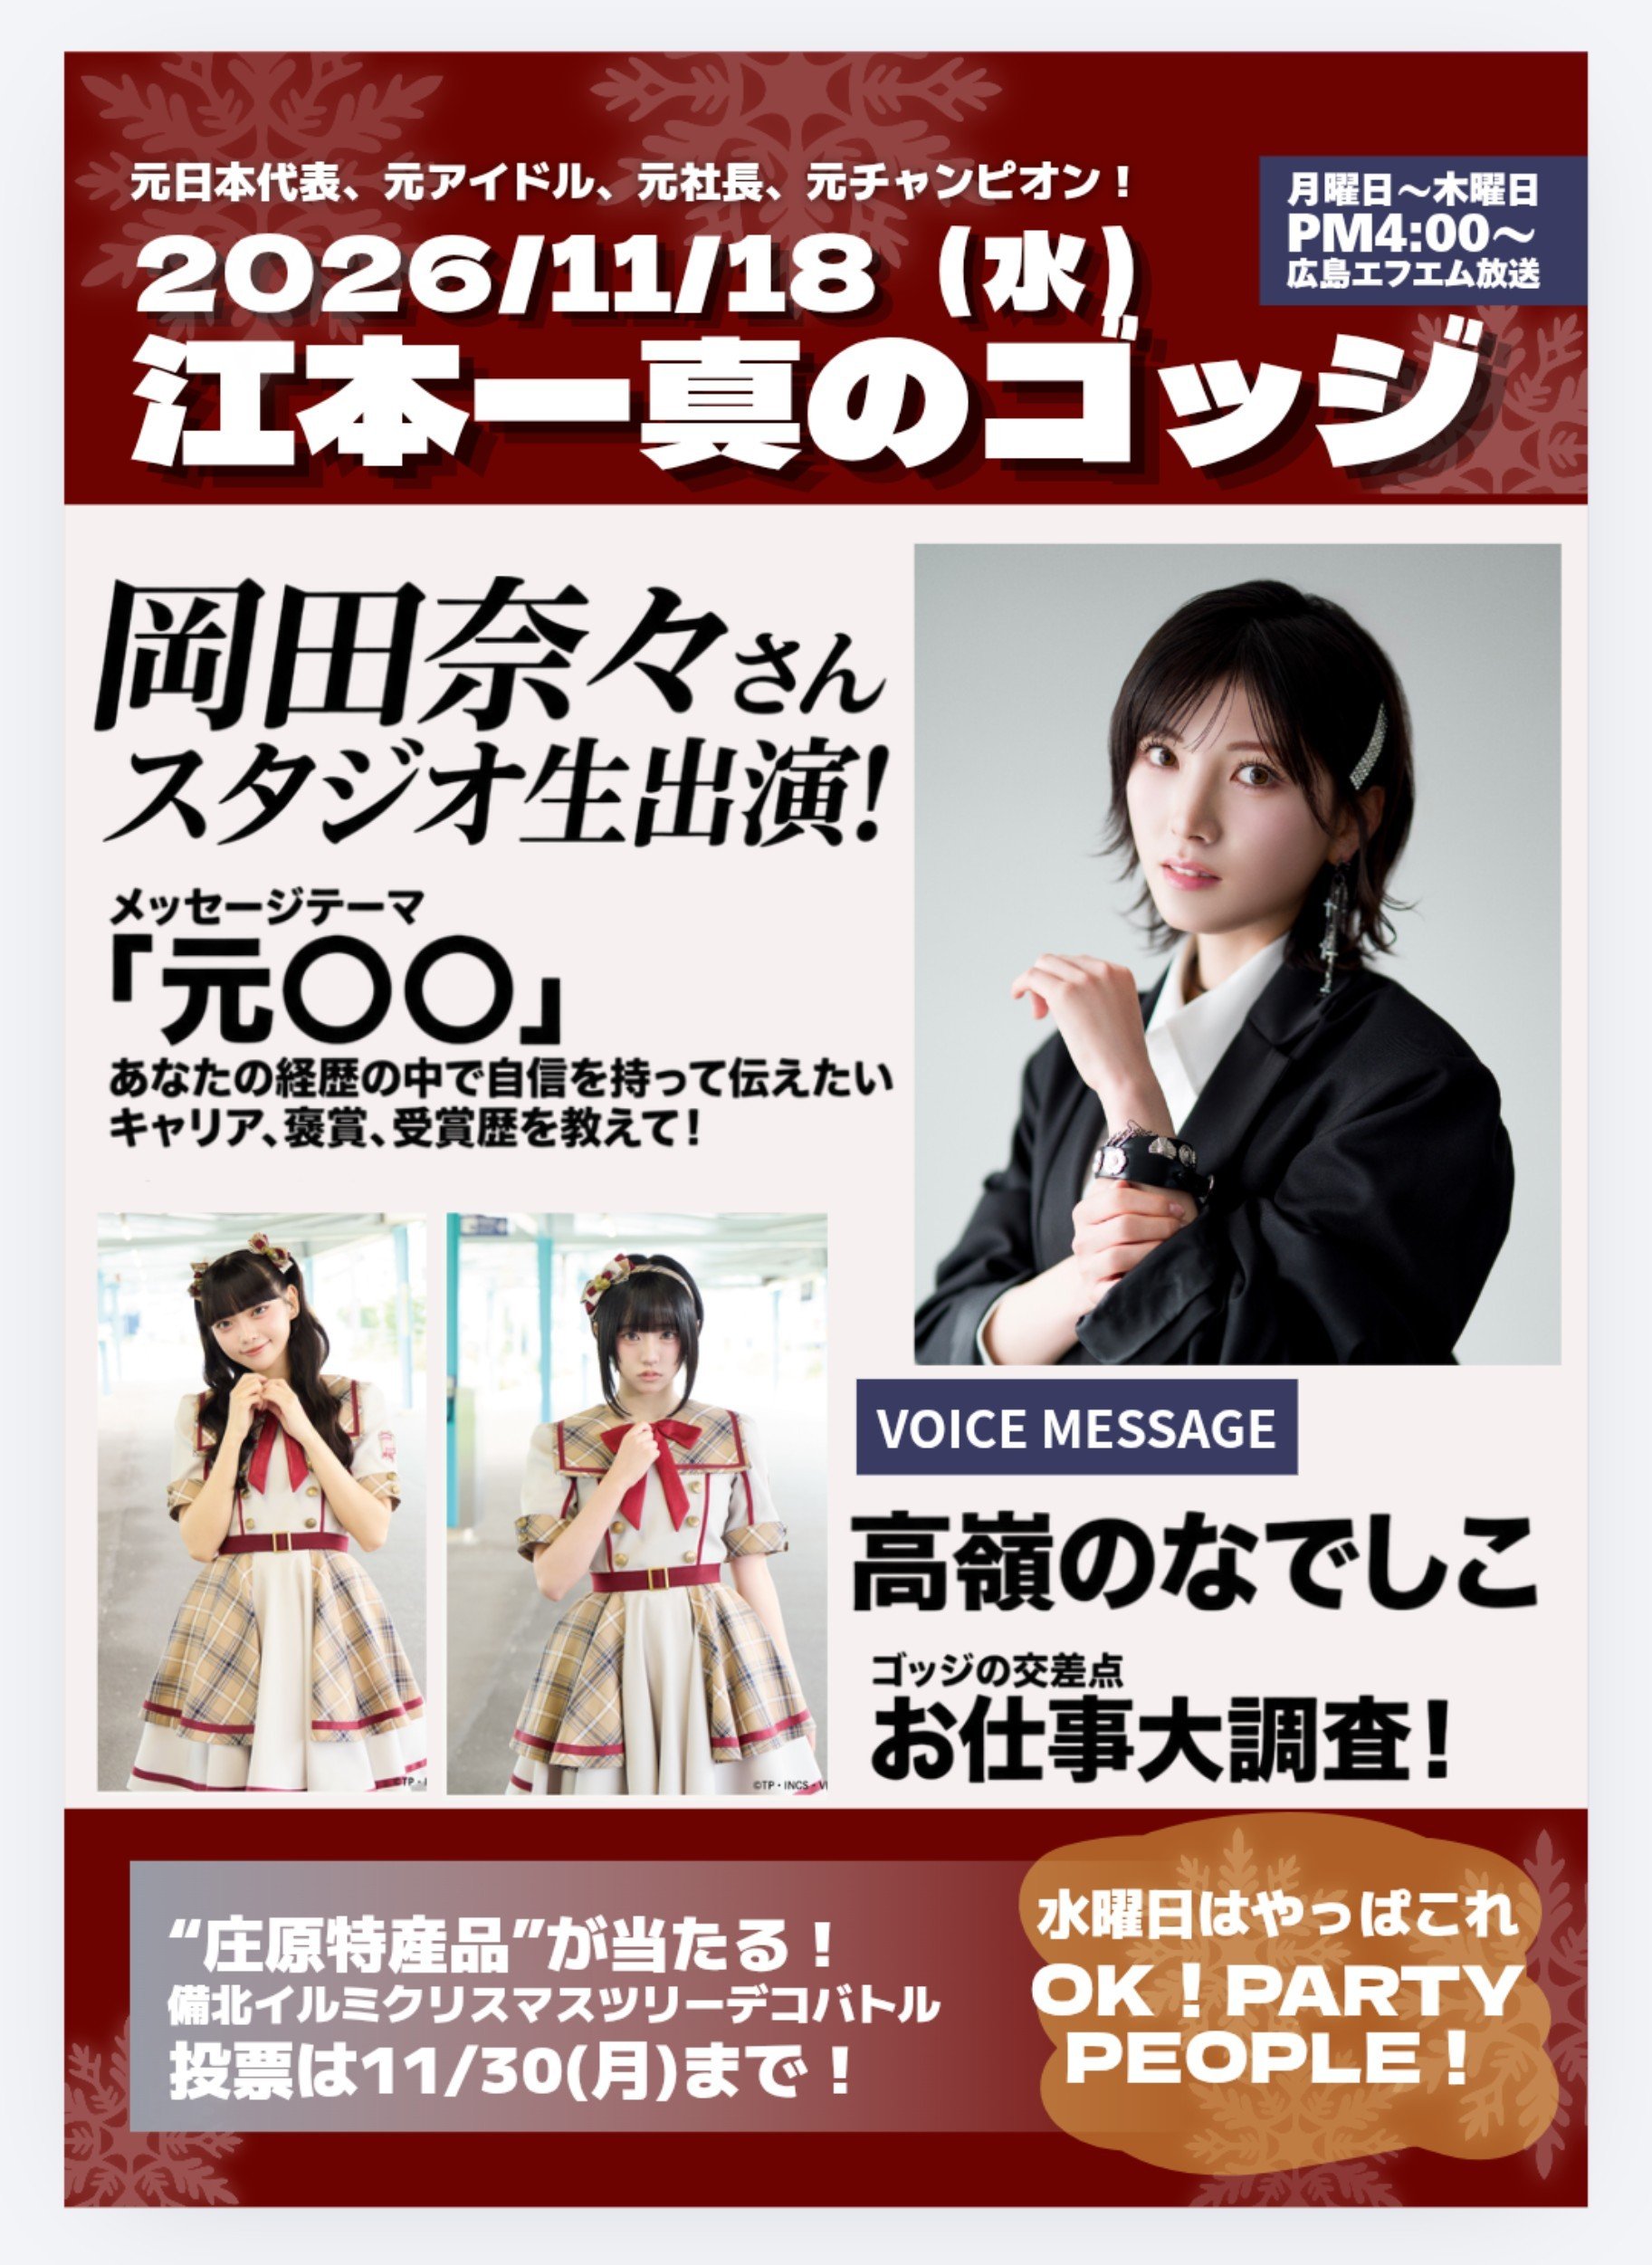 元日本代表、元アイドル、元社長、元チャンピオン！
2026/11/18（水）
江本一真のゴッジ
月曜日〜木曜日
PM4:00〜
広島エフエム放送
岡田奈々さん
スタジオ生出演！
メッセージテーマ
「元〇〇」
あなたの経歴の中で自信を持って伝えたい
キャリア、褒賞、受賞歴を教えて！
VOICE MESSAGE
高嶺のなでしこ
ゴッジの交差点
お仕事大調査！
©TP・I
©TP・INCS・V
“庄原特産品”が当たる！
備北イルミクリスマスツリーデコバトル
投票は11/30(月)まで！
水曜日はやっぱこれ
OK！PARTY
PEOPLE！